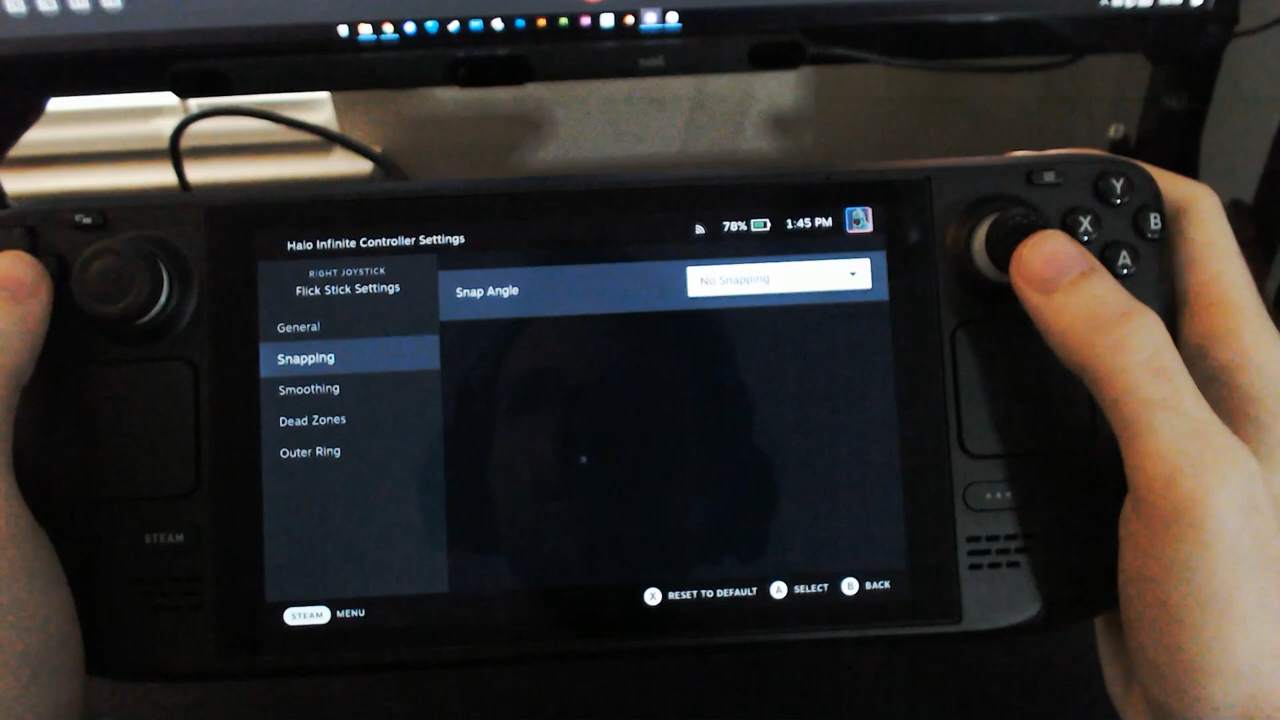 Halo Infinite Controller Settings
78%
1:45 PM
RIGHT JOYSTICK
Flick Stick Settings
General
Snapping
Smoothing
Dead Zones
Outer Ring
Snap Angle
No Snapping
STEAM MENU
X RESET TO DEFAULT
A SELECT
B BACK
STEAM
Y
X
B
A